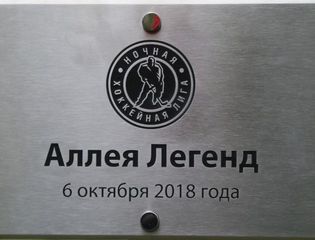 НОЧНАЯ
ХОККЕЙНАЯ ЛИГА
Аллея Легенд
6 октября 2018 года